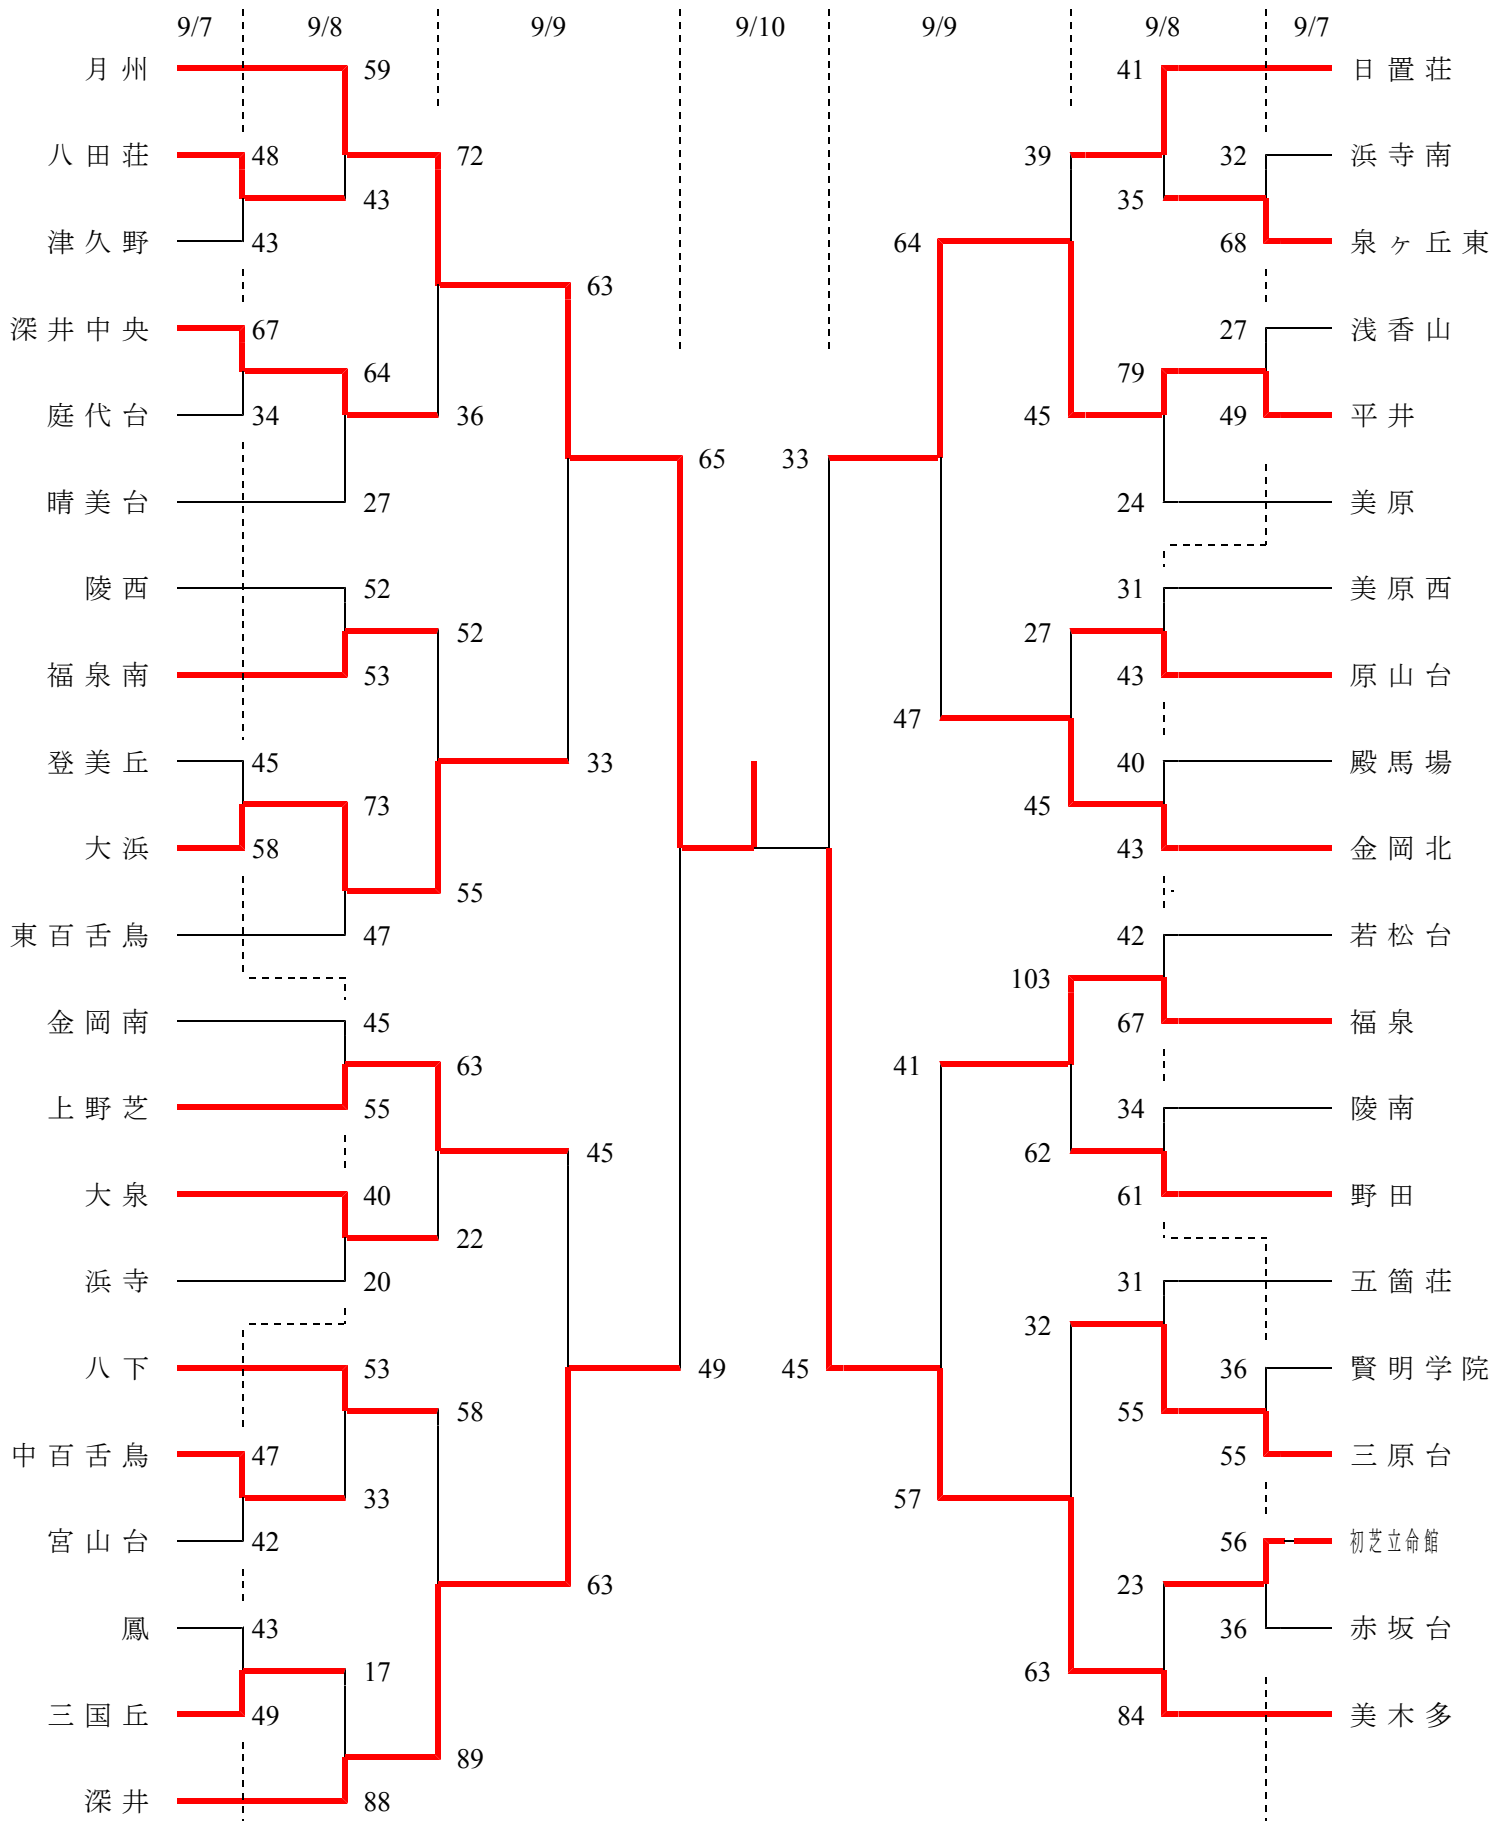 9/7 9/8 9/9 9/10 9/9 9/8 9/7
月州 59 41 日置荘
八田荘 48 72 39 32 浜寺南
43 35
津久野 43 64 68 泉ヶ丘東
63
深井中央 67 27 浅香山
64 79
庭代台 34 36 45 49 平井
65 33
晴美台 27 24 美原
陵西 52 31 美原西
52 27
福泉南 53 43 原山台
47
登美丘 45 33 40 殿馬場
73 45
大浜 58 43 金岡北
55
東百舌鳥 47 42 若松台
103
金岡南 45 67 福泉
63 41
上野芝 55 34 陵南
45 62
大泉 40 61 野田
22
浜寺 20 31 五箇荘
32
八下 53 49 45 36 賢明学院
58 55
中百舌鳥 47 55 三原台
33 57
宮山台 42 56 初芝立命館
63 23
鳳 43 36 赤坂台
17 63
三国丘 49 84 美木多
89
深井 88